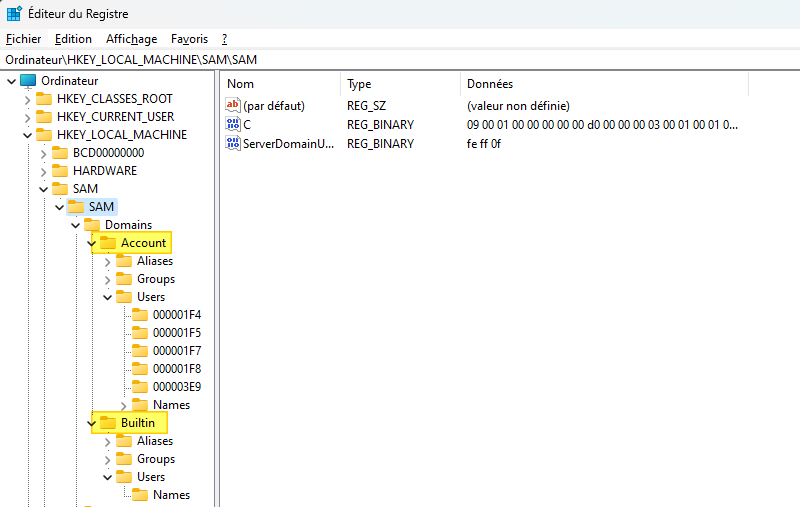 Éditeur du Registre
Fichier Edition Affichage Favoris ?
Ordinateur\HKEY_LOCAL_MACHINE\SAM\SAM
Ordinateur
HKEY_CLASSES_ROOT
HKEY_CURRENT_USER
HKEY_LOCAL_MACHINE
BCD00000000
HARDWARE
SAM
SAM
Domains
Account
Aliases
Groups
Users
000001F4
000001F5
000001F7
000001F8
000003E9
Names
Builtin
Aliases
Groups
Users
Names
Nom Type Données
(par défaut) REG_SZ (valeur non définie)
C REG_BINARY 09 00 01 00 00 00 00 00 d0 00 00 00 03 00 01 00 01 0...
ServerDomainU... REG_BINARY fe ff 0f